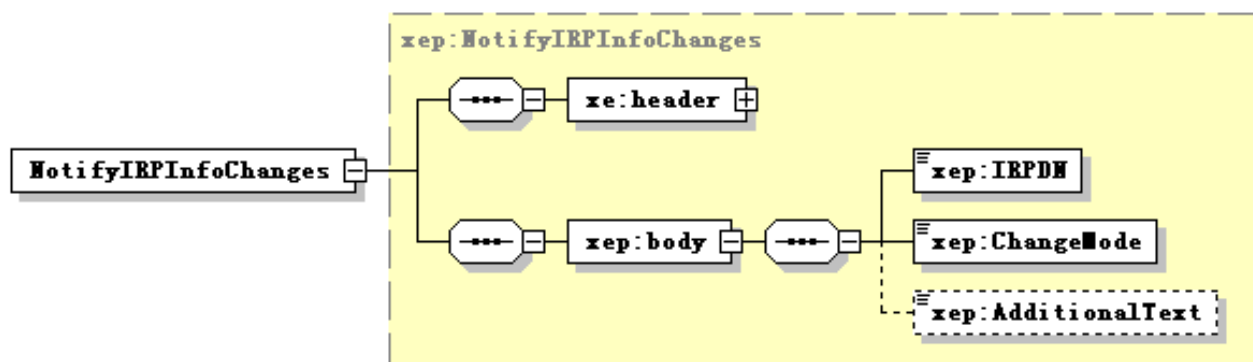 xep:NotifyIRPInfoChanges
xe:header
NotifyIRPInfoChanges
xep:IRPDN
xep:body
xep:ChangeMode
xep:AdditionalText